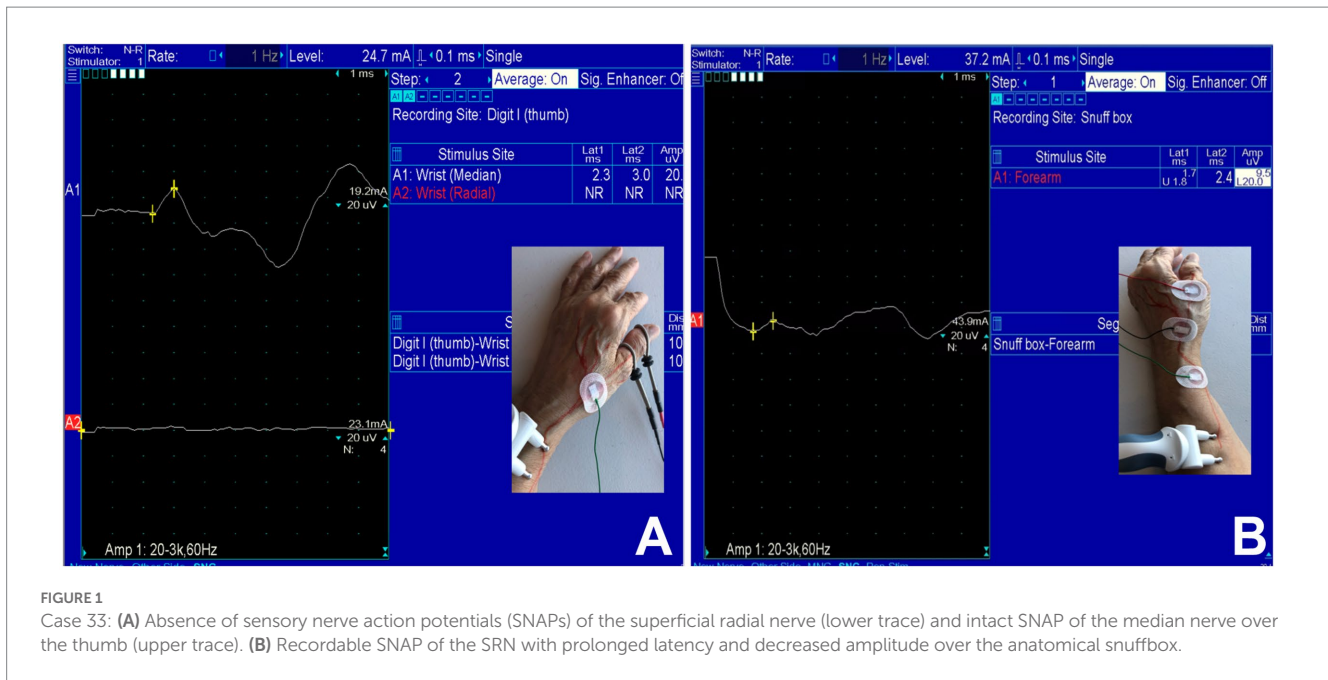 Switch: N-R
Stimulator: 1
Rate: 1 Hz
Level: 24.7 mA
0.1 ms
Single
1 ms
Step: 2
Average: On
Sig. Enhancer: Of
A1 A2
Recording Site: Digit I (thumb)
Stimulus Site Lat1 ms Lat2 ms Amp uV
A1: Wrist (Median) 2.3 3.0 20.
A2: Wrist (Radial) NR NR NR
A1
19.2mA
20 uV
S Dis mm
Digit I (thumb)-Wrist 10
Digit I (thumb)-Wrist 10
A2
23.1mA
20 uV
N: 4
Amp 1: 20-3k,60Hz
A
Switch: N-R
Stimulator: 1
Rate: 1 Hz
Level: 37.2 mA
0.1 ms
Single
1 ms
Step: 1
Average: On
Sig. Enhancer: Off
A1
Recording Site: Snuff box
Stimulus Site Lat1 ms Lat2 ms Amp uV
A1: Forearm 1.7 U 1.8 2.4 9.5 L20.0
A1
43.9mA
20 uV
N: 4
Seg Dist mm
Snuff box-Forearm
Amp 1: 20-3k,60Hz
B
FIGURE 1
Case 33: (A) Absence of sensory nerve action potentials (SNAPs) of the superficial radial nerve (lower trace) and intact SNAP of the median nerve over
the thumb (upper trace). (B) Recordable SNAP of the SRN with prolonged latency and decreased amplitude over the anatomical snuffbox.